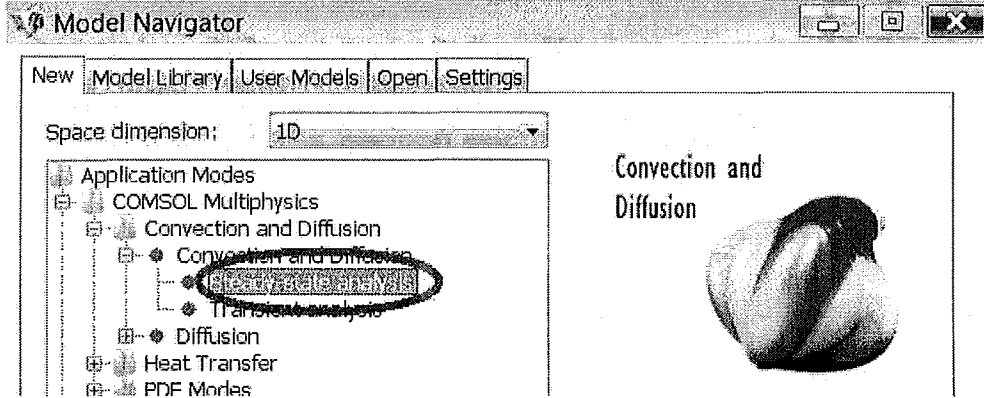 Model Navigator
New Model Library User Models Open Settings
Space dimension: 1D
Application Modes
COMSOL Multiphysics
Convection and Diffusion
Convection and Diffusion
Steady-state analysis
Transient analysis
Diffusion
Heat Transfer
PDF Modes
Convection and
Diffusion